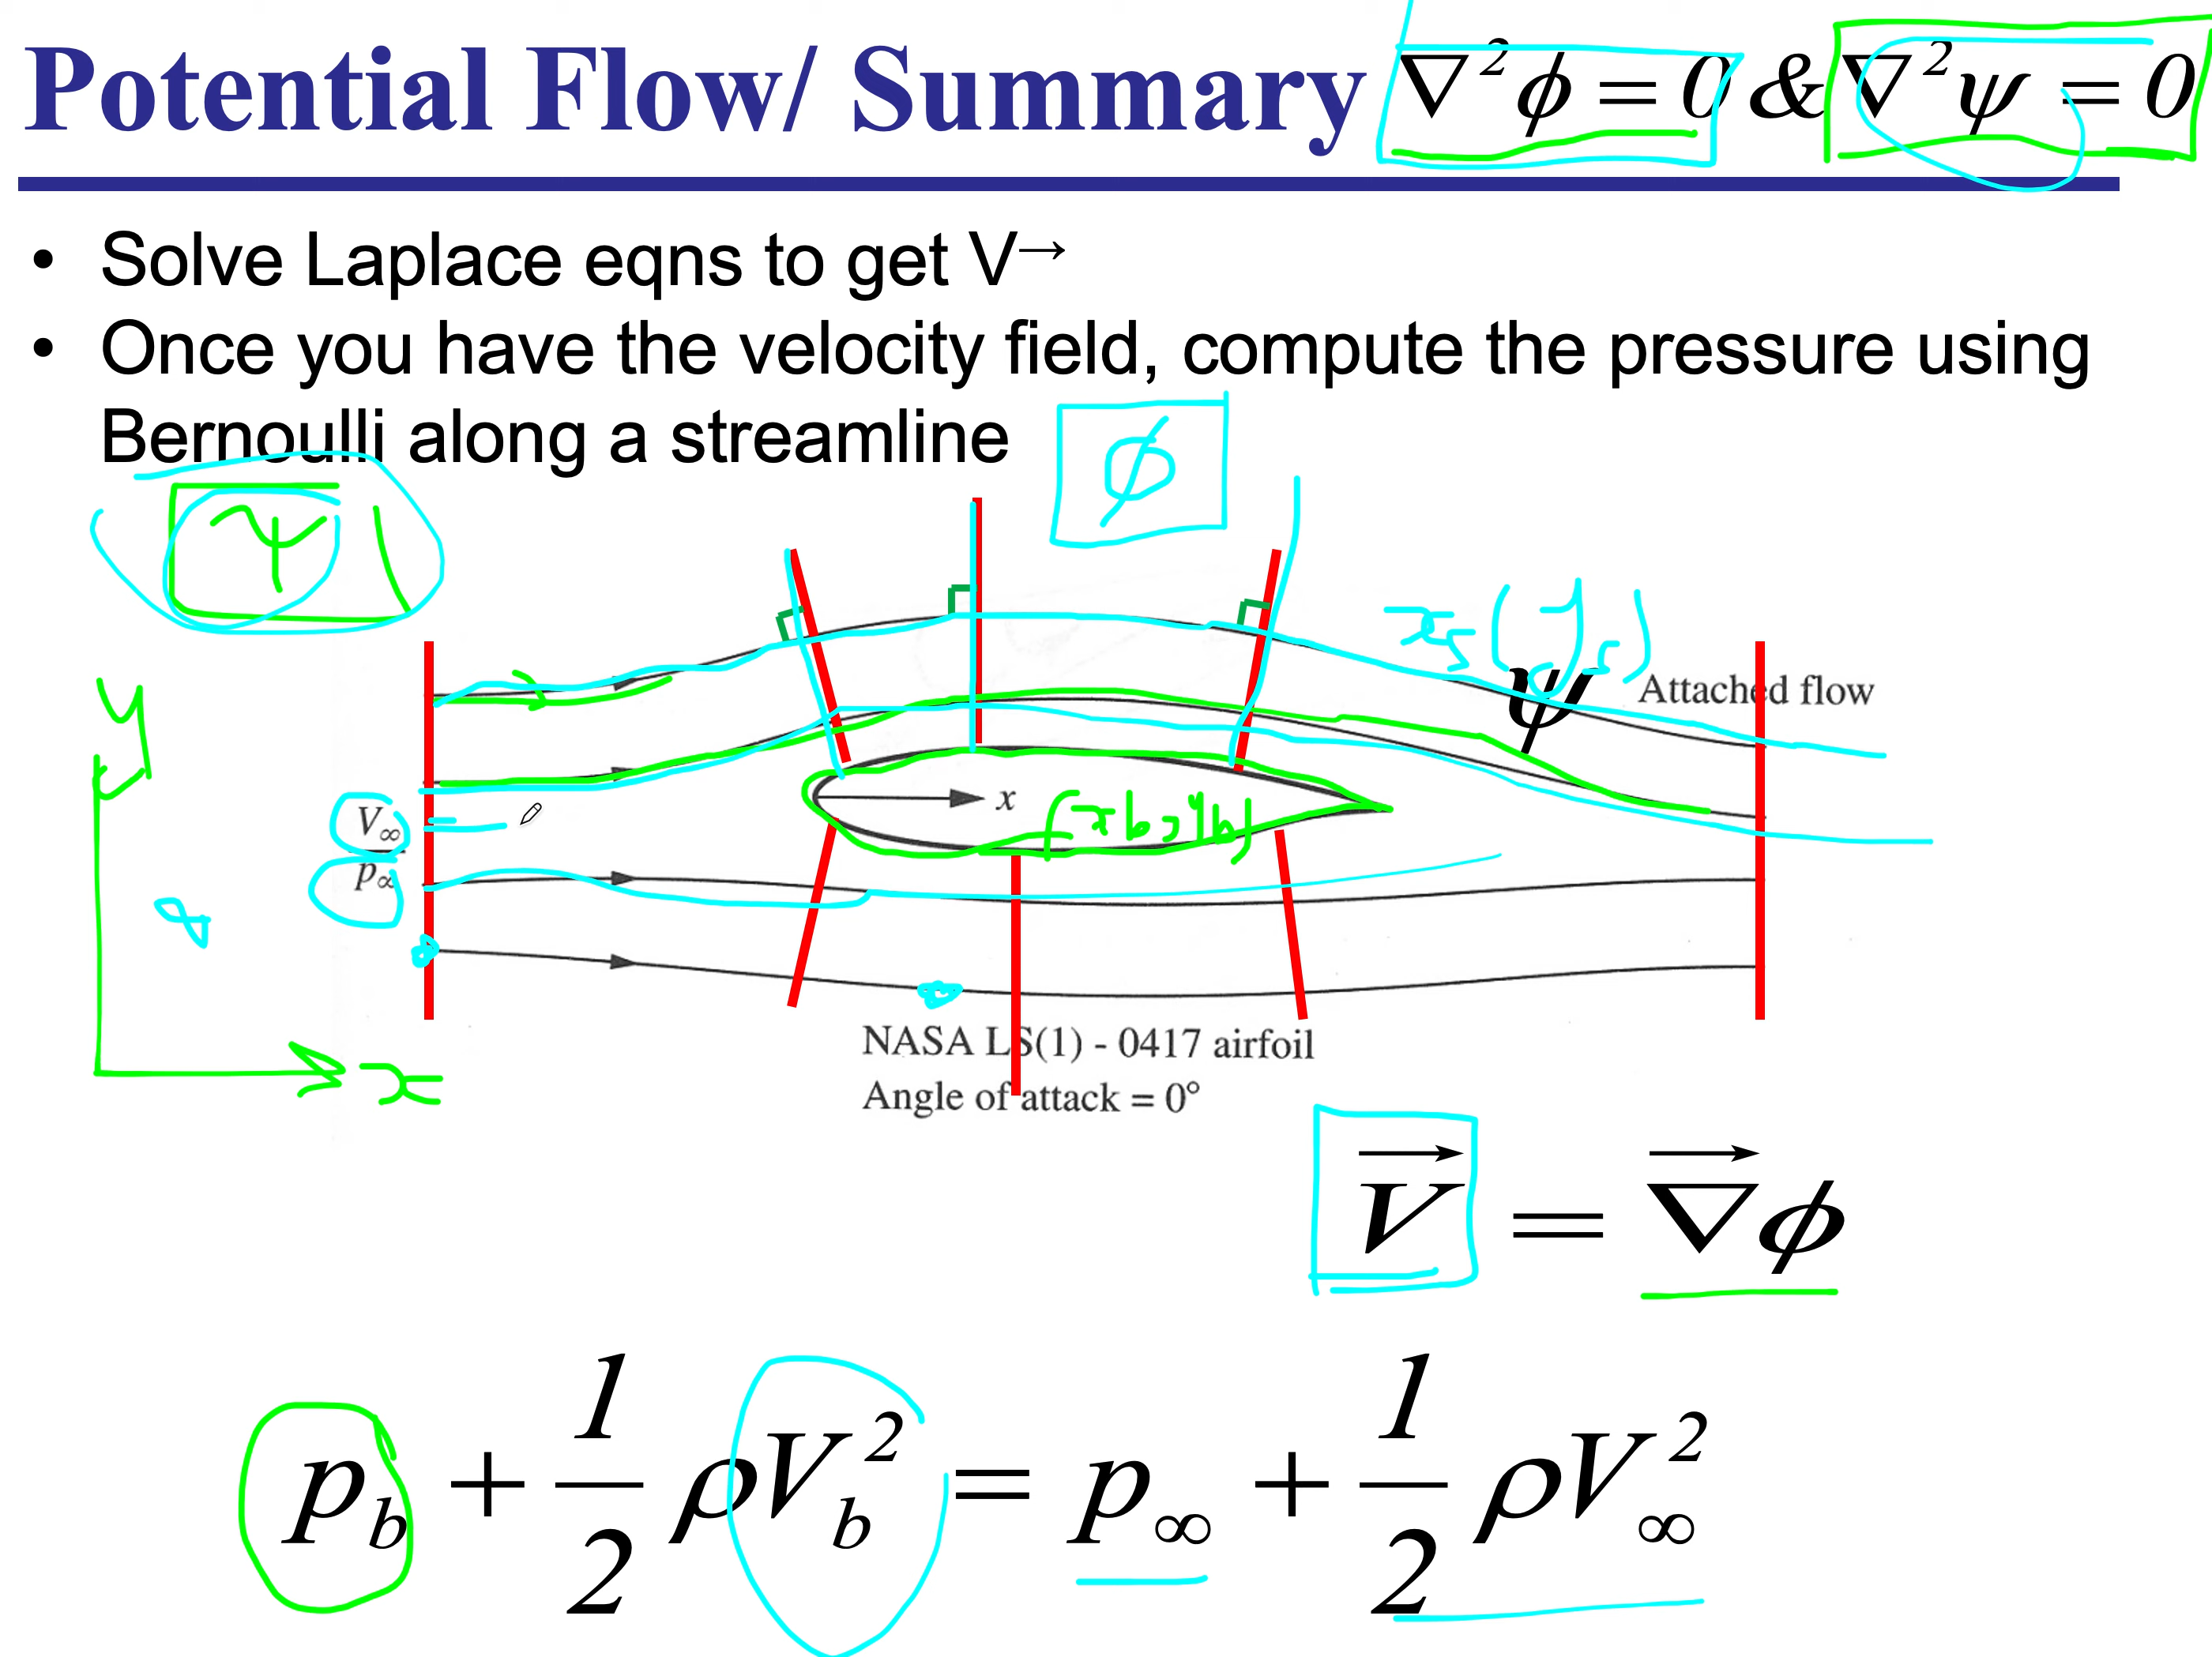 Potential Flow/ Summary ∇²ϕ = 0 & ∇²ψ = 0
• Solve Laplace eqns to get V→
• Once you have the velocity field, compute the pressure using
Bernoulli along a streamline
ϕ
ψ
y
ψ
Attached flow
V∞
p∞
x
(xb, yb)
∞
NASA LS(1) - 0417 airfoil
Angle of attack = 0°
x
V⃗ = ∇⃗ϕ
p_b + 1/2 ρV_b² = p∞ + 1/2 ρV∞²